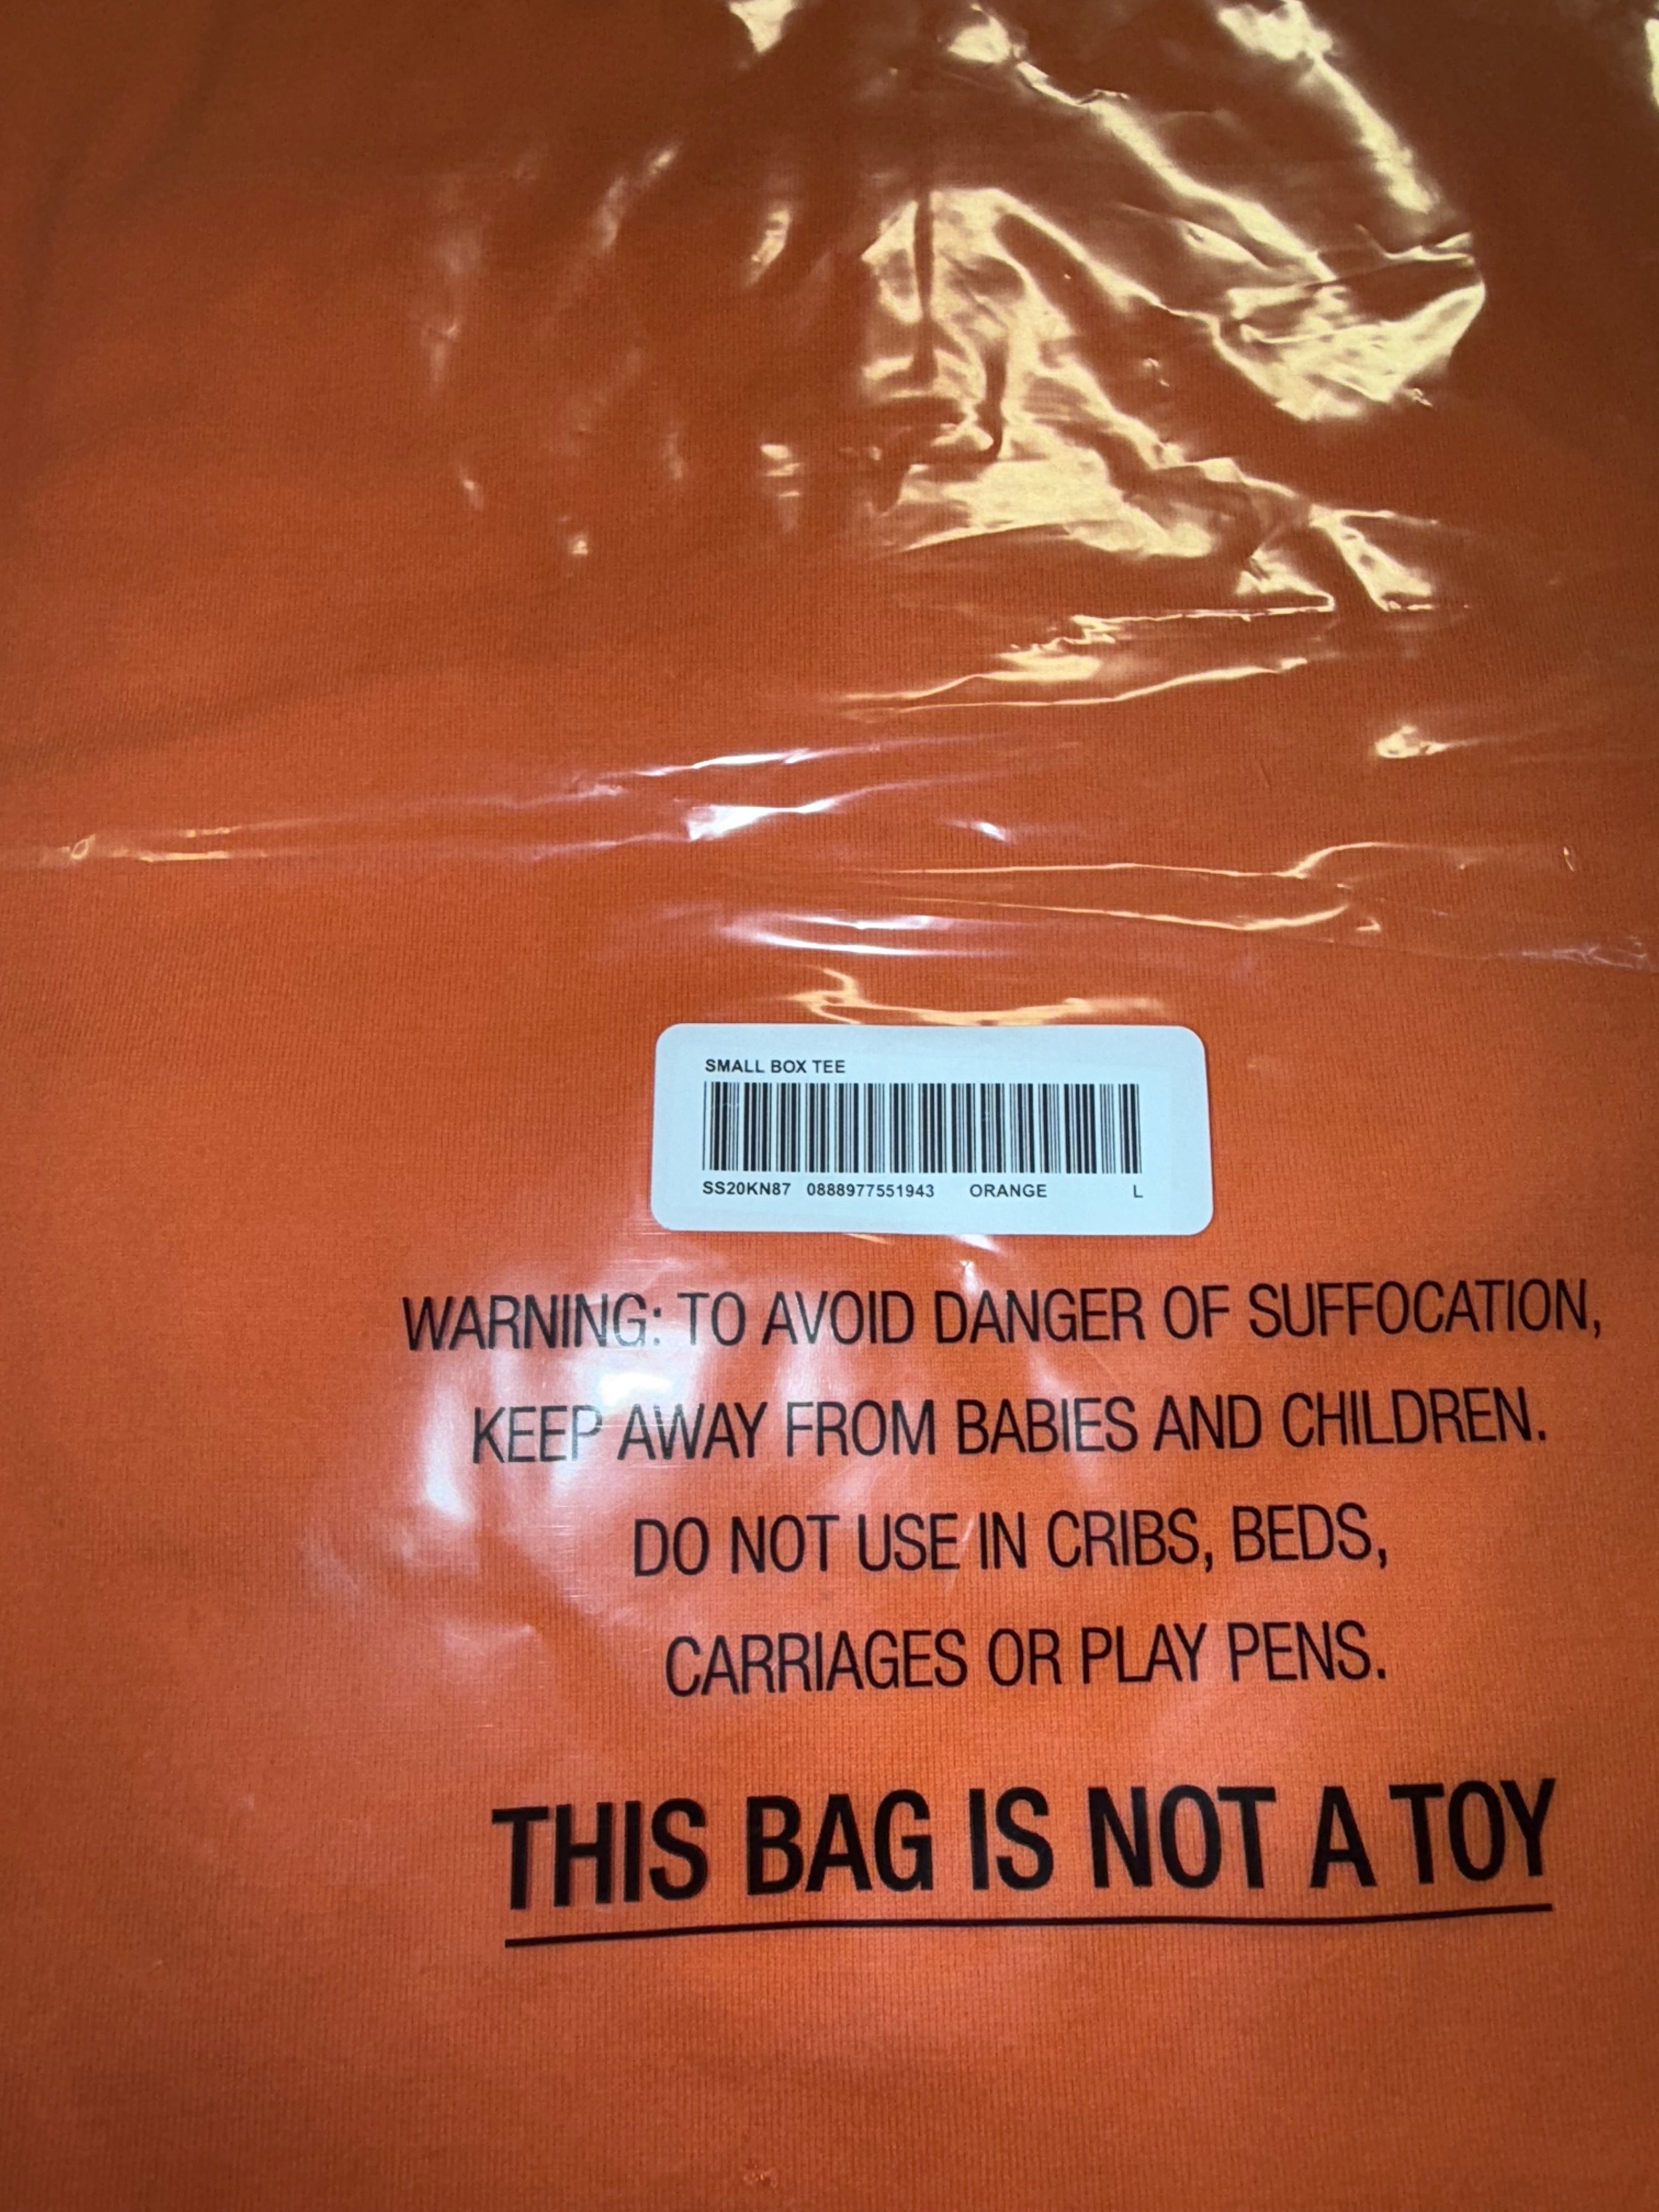 SMALL BOX TEE
SS20KN87 0888977551943 ORANGE L
WARNING: TO AVOID DANGER OF SUFFOCATION,
KEEP AWAY FROM BABIES AND CHILDREN.
DO NOT USE IN CRIBS, BEDS,
CARRIAGES OR PLAY PENS.
THIS BAG IS NOT A TOY